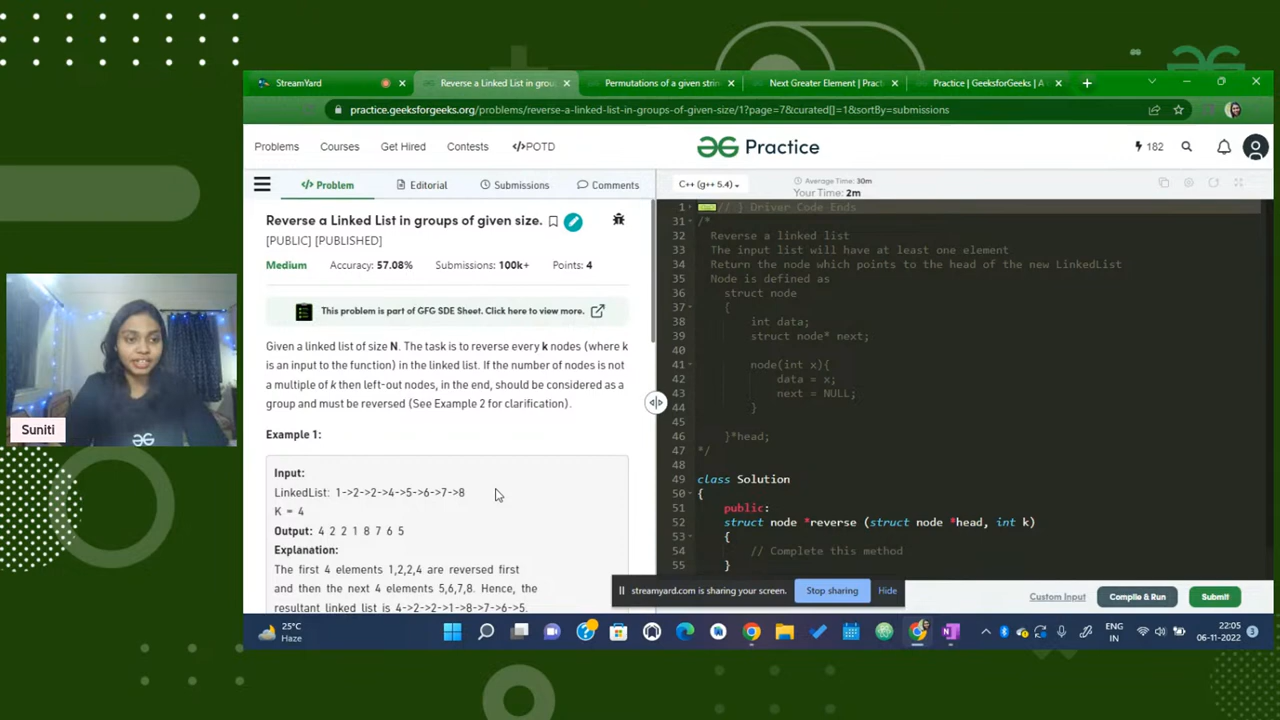 StreamYard
Reverse a Linked List in grou
Permutations of a given strin
Next Greater Element | Pract
Practice | GeeksforGeeks | A
practice.geeksforgeeks.org/problems/reverse-a-linked-list-in-groups-of-given-size/1?page=7&curated[]=1&sortBy=submissions
Problems
Courses
Get Hired
Contests
</>POTD
Practice
182
</> Problem
Editorial
Submissions
Comments
C++ (g++ 5.4)
Average Time: 30m
Your Time: 2m
Reverse a Linked List in groups of given size.
[PUBLIC] [PUBLISHED]
Medium Accuracy: 57.08% Submissions: 100k+ Points: 4
This problem is part of GFG SDE Sheet. Click here to view more.
Given a linked list of size N. The task is to reverse every k nodes (where k
is an input to the function) in the linked list. If the number of nodes is not
a multiple of k then left-out nodes, in the end, should be considered as a
group and must be reversed (See Example 2 for clarification).
Example 1:
Input:
LinkedList: 1->2->2->4->5->6->7->8
K = 4
Output: 4 2 2 1 8 7 6 5
Explanation:
The first 4 elements 1,2,2,4 are reversed first
and then the next 4 elements 5,6,7,8. Hence, the
resultant linked list is 4->2->2->1->8->7->6->5.
1 // } Driver Code Ends
31 /*
32 Reverse a linked list
33 The input list will have at least one element
34 Return the node which points to the head of the new LinkedList
35 Node is defined as
36 struct node
37 {
38 int data;
39 struct node* next;
40
41 node(int x){
42 data = x;
43 next = NULL;
44 }
45
46 }*head;
47 */
48
49 class Solution
50 {
51 public:
52 struct node *reverse (struct node *head, int k)
53 {
54 // Complete this method
55 }
streamyard.com is sharing your screen.
Stop sharing
Hide
Custom Input
Compile & Run
Submit
Suniti
25°C
Haze
ENG
IN
22:05
06-11-2022
3